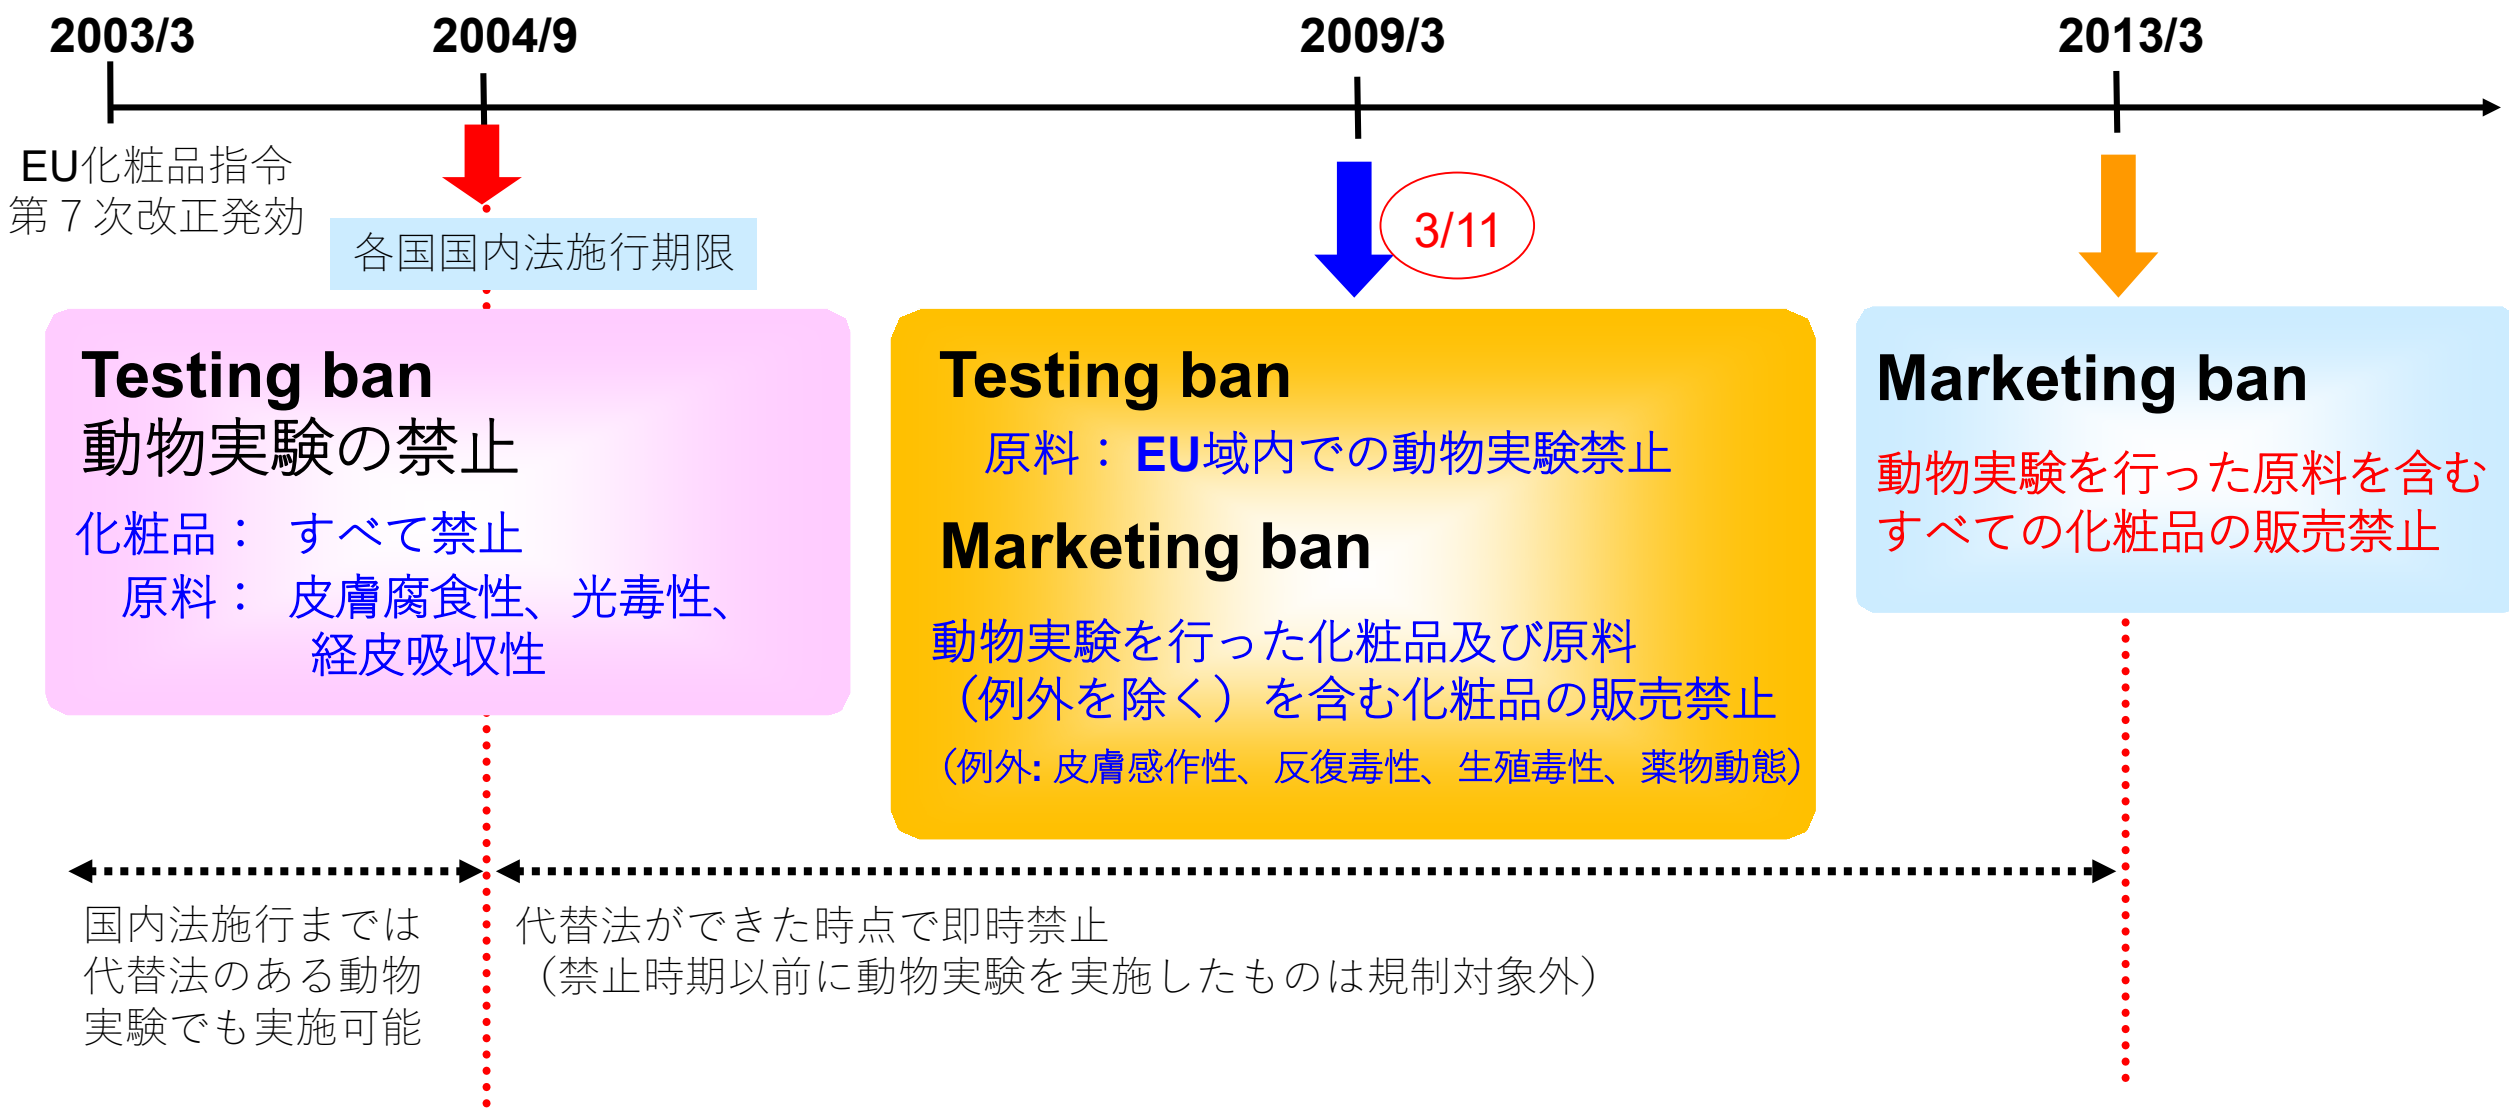 2003/3
2004/9
2009/3
2013/3
EU化粧品指令
第７次改正発効
各国国内法施行期限
3/11
Testing ban
動物実験の禁止
化粧品： すべて禁止
原料： 皮膚腐食性、光毒性、
経皮吸収性
Testing ban
原料：EU域内での動物実験禁止
Marketing ban
動物実験を行った化粧品及び原料
（例外を除く）を含む化粧品の販売禁止
（例外: 皮膚感作性、反復毒性、生殖毒性、薬物動態）
Marketing ban
動物実験を行った原料を含む
すべての化粧品の販売禁止
国内法施行までは
代替法のある動物
実験でも実施可能
代替法ができた時点で即時禁止
（禁止時期以前に動物実験を実施したものは規制対象外）